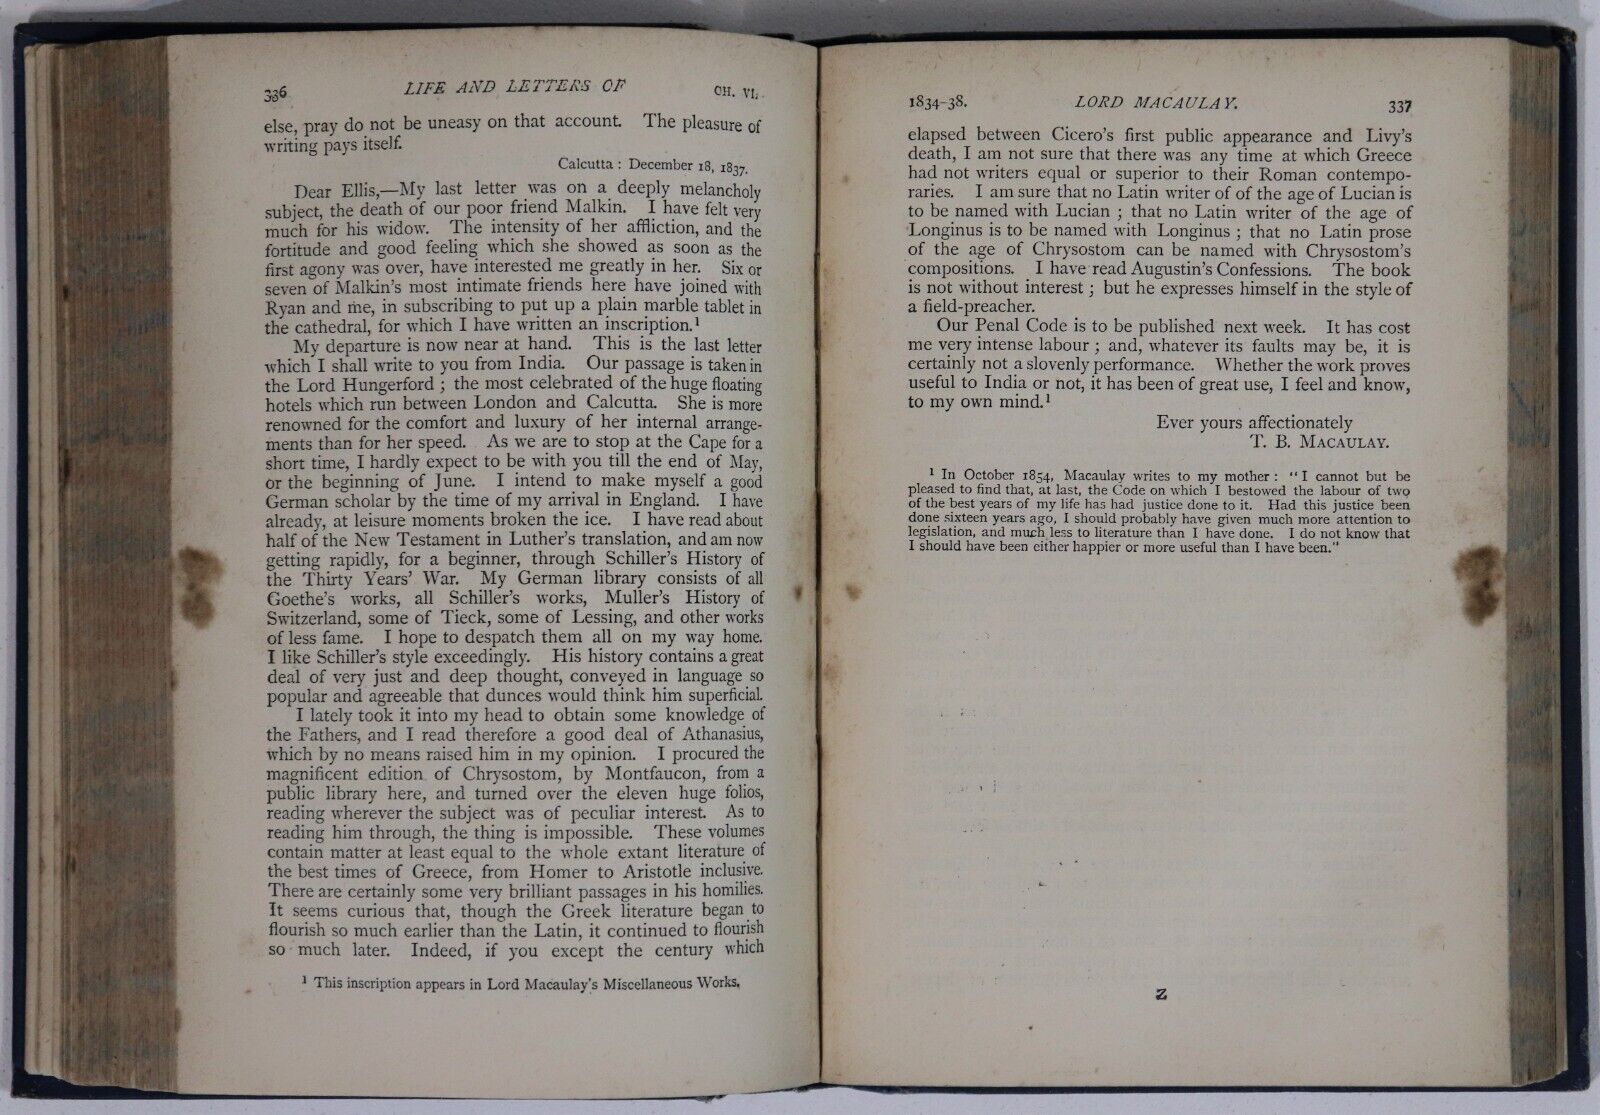 336 LIFE AND LETTERS OF CH. VI.
else, pray do not be uneasy on that account. The pleasure of
writing pays itself.
Calcutta: December 18, 1837.
Dear Ellis,—My last letter was on a deeply melancholy
subject, the death of our poor friend Malkin. I have felt very
much for his widow. The intensity of her affliction, and the
fortitude and good feeling which she showed as soon as the
first agony was over, have interested me greatly in her. Six or
seven of Malkin's most intimate friends here have joined with
Ryan and me, in subscribing to put up a plain marble tablet in
the cathedral, for which I have written an inscription.¹
My departure is now near at hand. This is the last letter
which I shall write to you from India. Our passage is taken in
the Lord Hungerford; the most celebrated of the huge floating
hotels which run between London and Calcutta. She is more
renowned for the comfort and luxury of her internal arrange-
ments than for her speed. As we are to stop at the Cape for a
short time, I hardly expect to be with you till the end of May,
or the beginning of June. I intend to make myself a good
German scholar by the time of my arrival in England. I have
already, at leisure moments broken the ice. I have read about
half of the New Testament in Luther's translation, and am now
getting rapidly, for a beginner, through Schiller's History of
the Thirty Years' War. My German library consists of all
Goethe's works, all Schiller's works, Muller's History of
Switzerland, some of Tieck, some of Lessing, and other works
of less fame. I hope to despatch them all on my way home.
I like Schiller's style exceedingly. His history contains a great
deal of very just and deep thought, conveyed in language so
popular and agreeable that dunces would think him superficial.
I lately took it into my head to obtain some knowledge of
the Fathers, and I read therefore a good deal of Athanasius,
which by no means raised him in my opinion. I procured the
magnificent edition of Chrysostom, by Montfaucon, from a
public library here, and turned over the eleven huge folios,
reading wherever the subject was of peculiar interest. As to
reading him through, the thing is impossible. These volumes
contain matter at least equal to the whole extant literature of
the best times of Greece, from Homer to Aristotle inclusive.
There are certainly some very brilliant passages in his homilies.
It seems curious that, though the Greek literature began to
flourish so much earlier than the Latin, it continued to flourish
so much later. Indeed, if you except the century which
¹ This inscription appears in Lord Macaulay's Miscellaneous Works.
1834-38. LORD MACAULAY. 337
elapsed between Cicero's first public appearance and Livy's
death, I am not sure that there was any time at which Greece
had not writers equal or superior to their Roman contempo-
raries. I am sure that no Latin writer of of the age of Lucian is
to be named with Lucian; that no Latin writer of the age of
Longinus is to be named with Longinus; that no Latin prose
of the age of Chrysostom can be named with Chrysostom's
compositions. I have read Augustin's Confessions. The book
is not without interest; but he expresses himself in the style of
a field-preacher.
Our Penal Code is to be published next week. It has cost
me very intense labour; and, whatever its faults may be, it is
certainly not a slovenly performance. Whether the work proves
useful to India or not, it has been of great use, I feel and know,
to my own mind.¹
Ever yours affectionately
T. B. MACAULAY.
¹ In October 1854, Macaulay writes to my mother: "I cannot but be
pleased to find that, at last, the Code on which I bestowed the labour of two
of the best years of my life has had justice done to it. Had this justice been
done sixteen years ago, I should probably have given much more attention to
legislation, and much less to literature than I have done. I do not know that
I should have been either happier or more useful than I have been."
Z